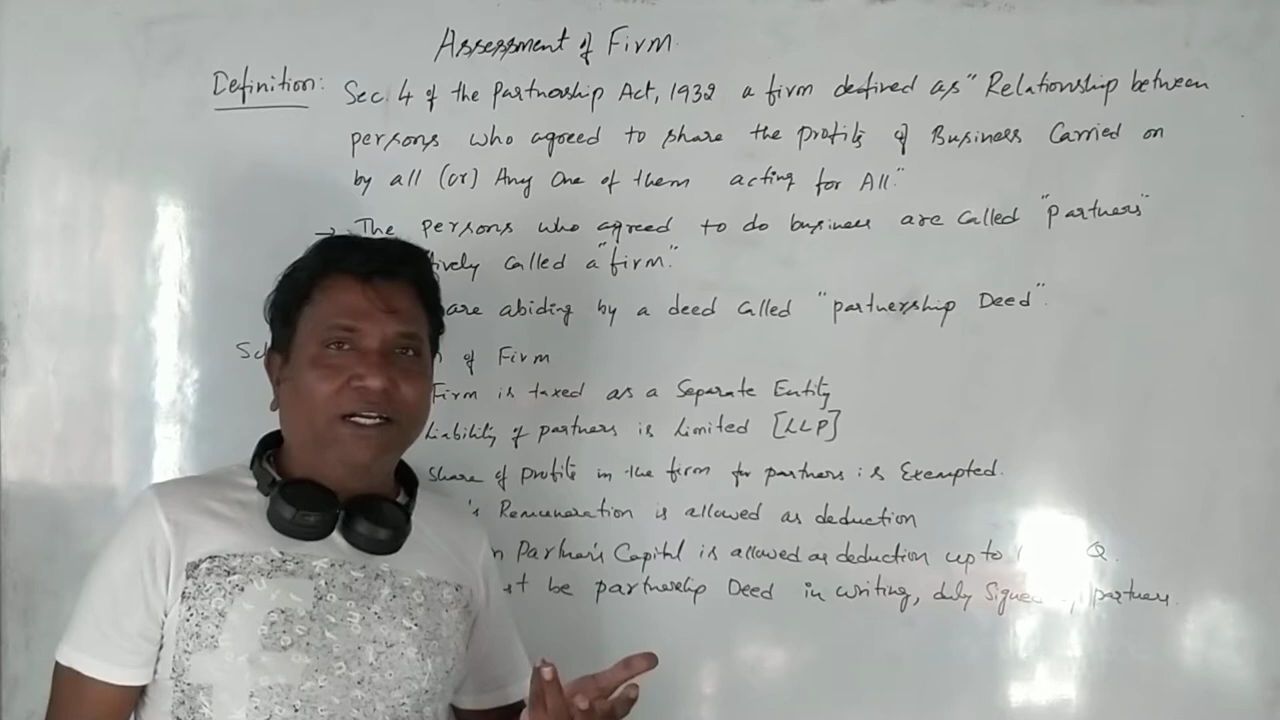 Assessment of Firm
Definition: Sec 4 of the Partnership Act, 1932 a firm defined as "Relationship between
persons who agreed to share the profits of Business Carried on
by all (or) Any One of them acting for All."
→ The persons who agreed to do business are called "partners"
called a "firm."
are abiding by a deed called "partnership Deed".
of Firm
Firm is taxed as a Separate Entity
Liability of partners is Limited [LLP]
Share of profits in the firm for partners is Exempted.
Remuneration is allowed as deduction
Partner's Capital is allowed as deduction up to
be partnership Deed in writing, duly partners.